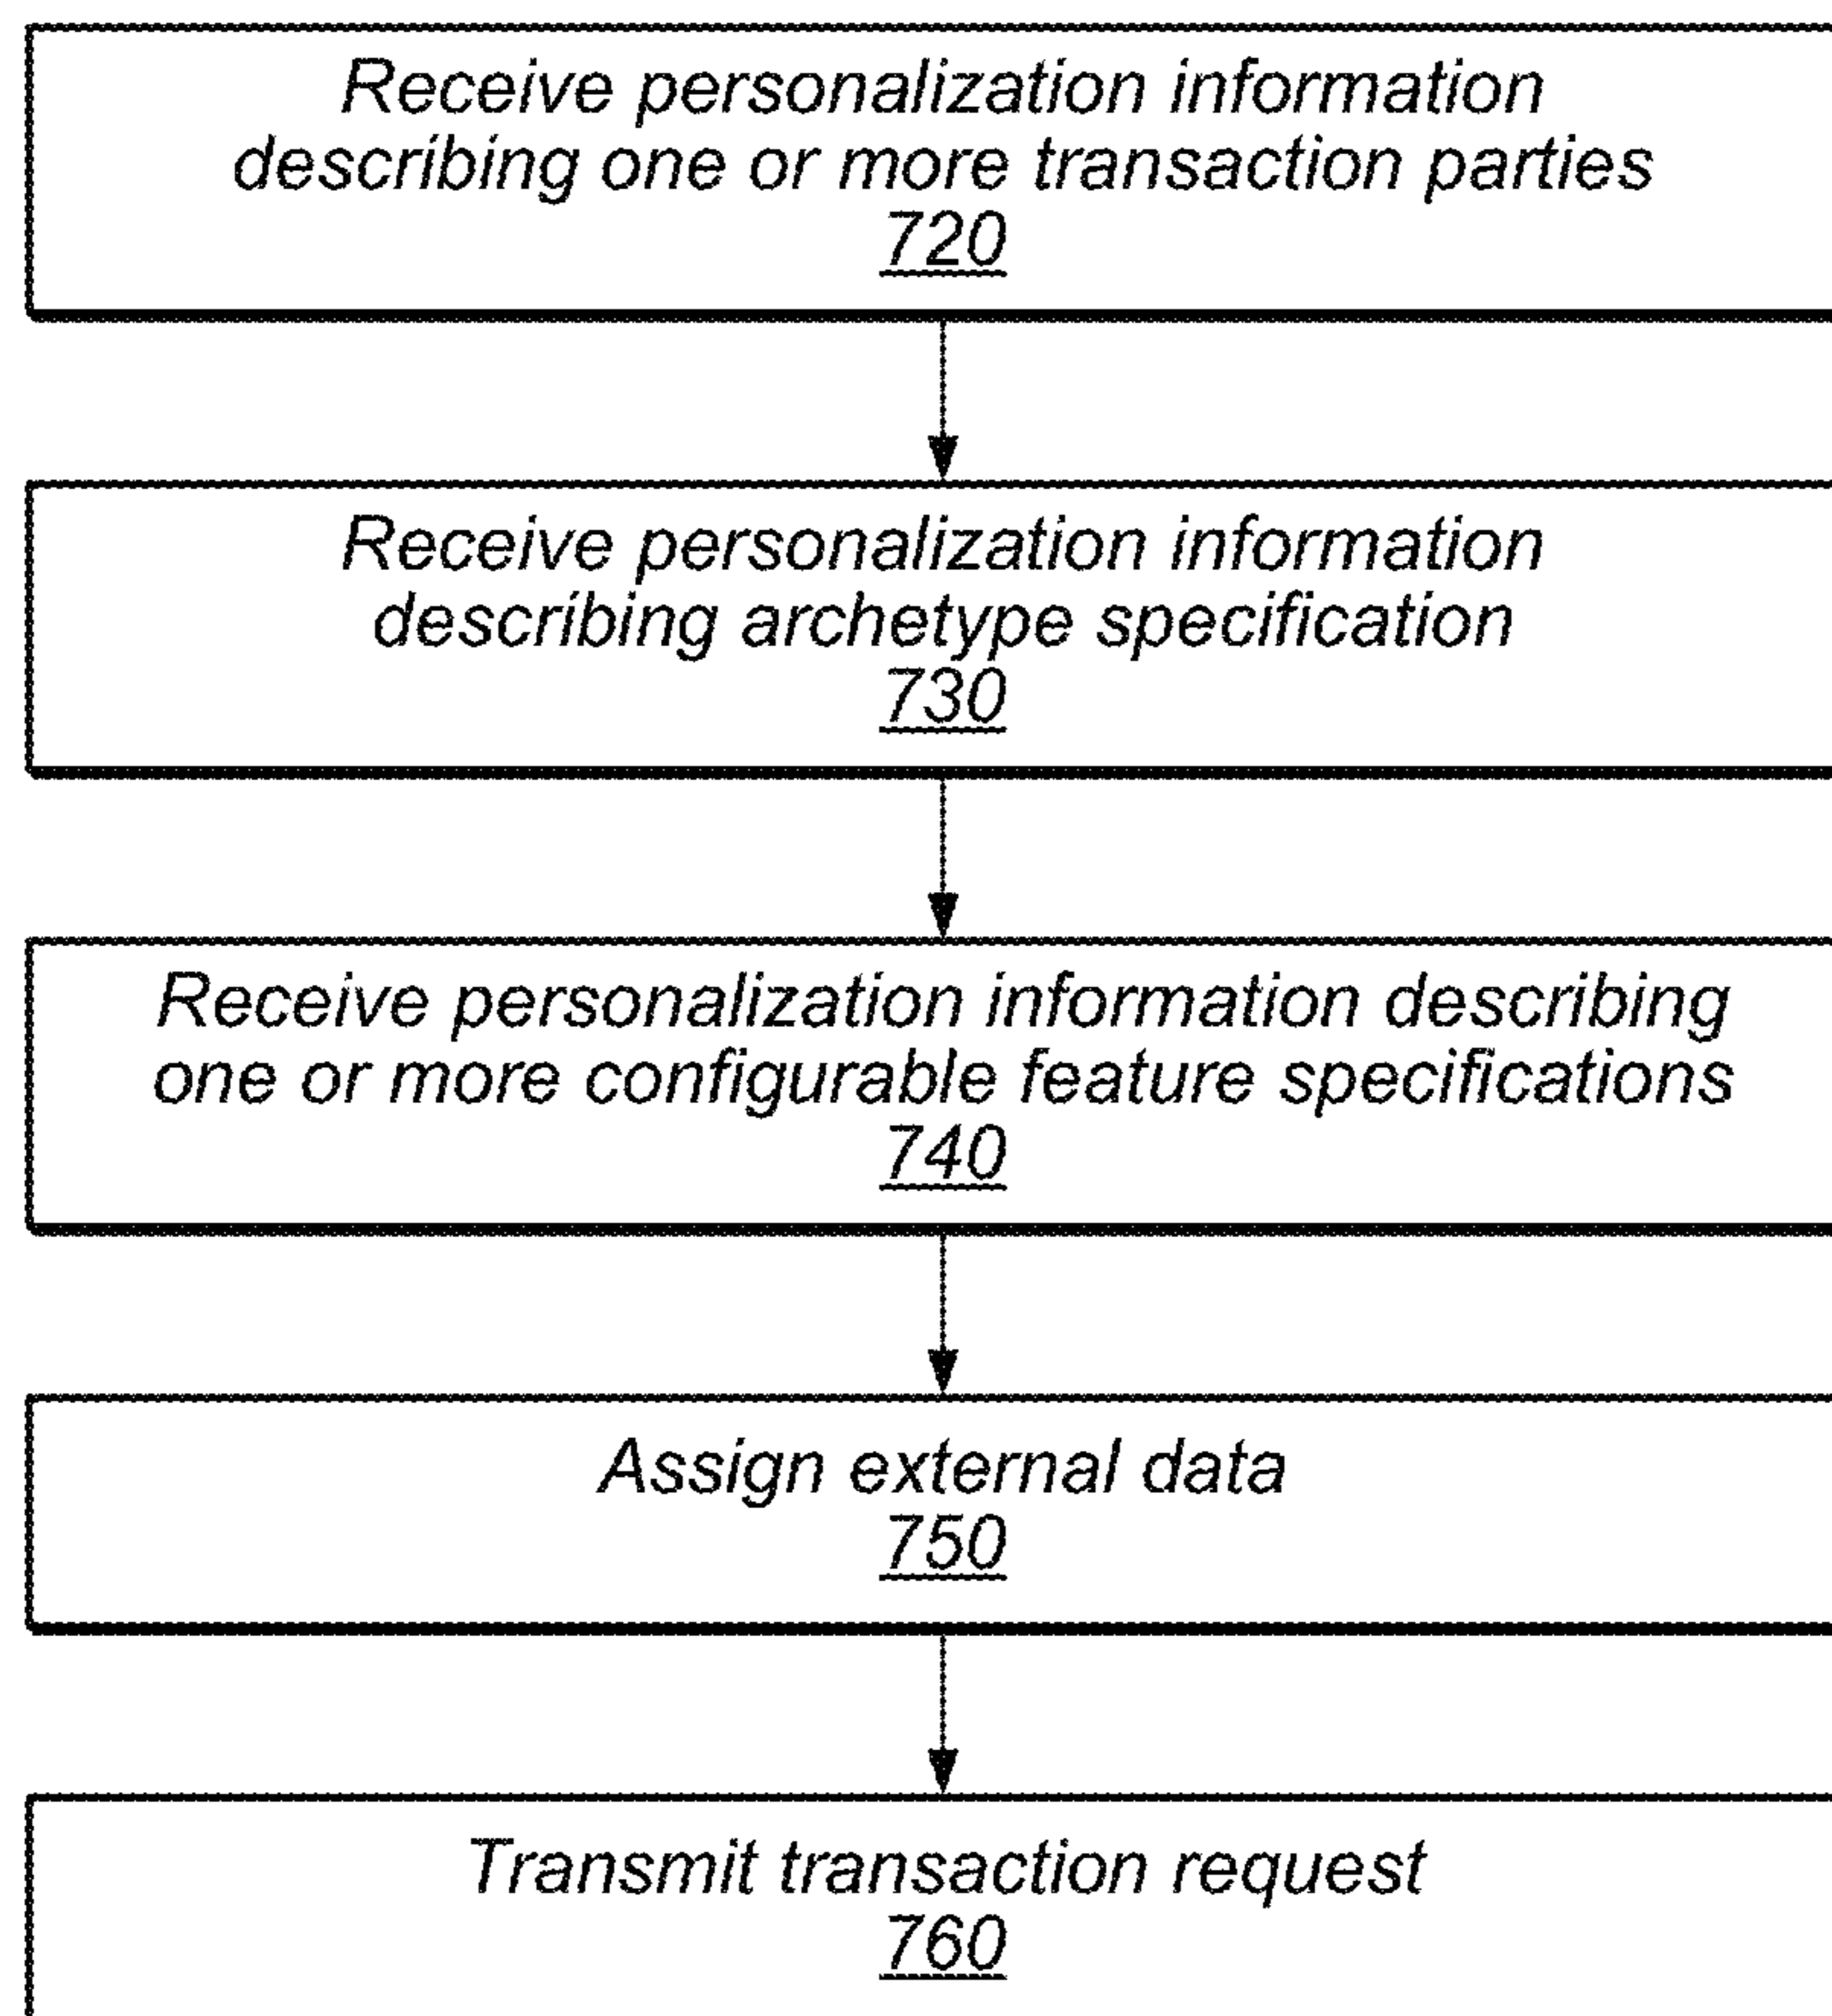 Receive personalization information
describing one or more transaction parties
720
Receive personalization information
describing archetype specification
730
Receive personalization information describing
one or more configurable feature specifications
740
Assign external data
750
Transmit transaction request
760